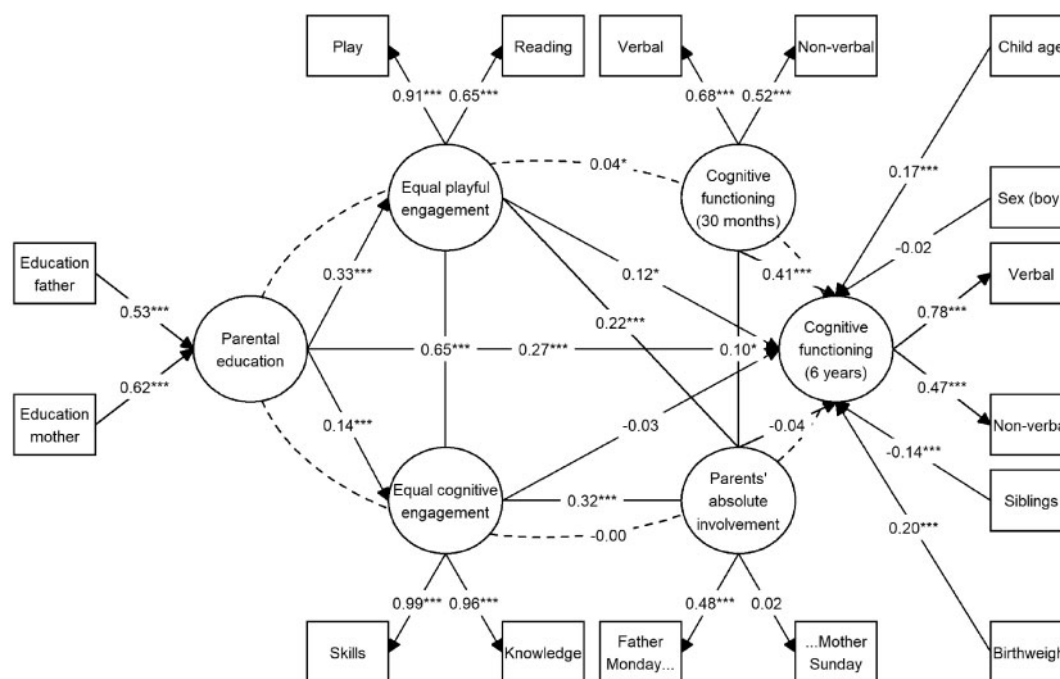 Play
Reading
Verbal
Non-verbal
Child age
0.91***
0.65***
0.68***
0.52***
Equal playful
engagement
0.04*
Cognitive
functioning
(30 months)
0.17***
Sex (boy
-0.02
Education
father
0.33***
0.12*
0.41***
Verbal
0.53***
0.22***
0.78***
Parental
education
0.65***
0.27***
0.10*
Cognitive
functioning
(6 years)
0.62***
0.47***
Education
mother
0.14***
-0.03
-0.04
Non-verba
-0.14***
Equal cognitive
engagement
0.32***
-0.00
Parents'
absolute
involvement
Siblings
0.20***
0.99***
0.96***
0.48***
0.02
Skills
Knowledge
Father
Monday...
...Mother
Sunday
Birthweigh